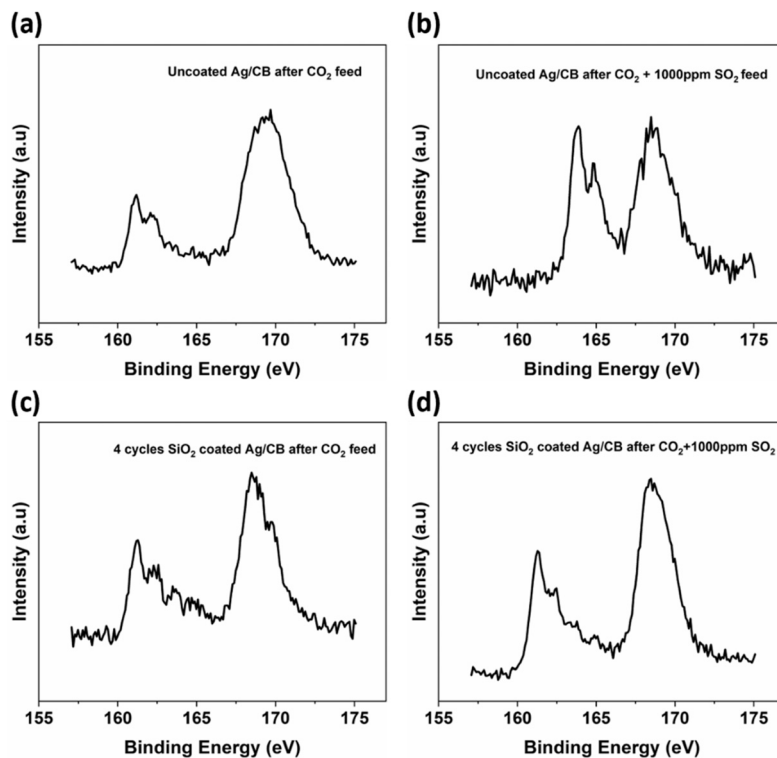 (a)
Uncoated Ag/CB after CO₂ feed
Intensity (a.u)
155 160 165 170 175
Binding Energy (eV)
(b)
Uncoated Ag/CB after CO₂ + 1000ppm SO₂ feed
Intensity (a.u)
155 160 165 170 175
Binding Energy (eV)
(c)
4 cycles SiO₂ coated Ag/CB after CO₂ feed
Intensity (a.u)
155 160 165 170 175
Binding Energy (eV)
(d)
4 cycles SiO₂ coated Ag/CB after CO₂+1000ppm SO₂
Intensity (a.u)
155 160 165 170 175
Binding Energy (eV)